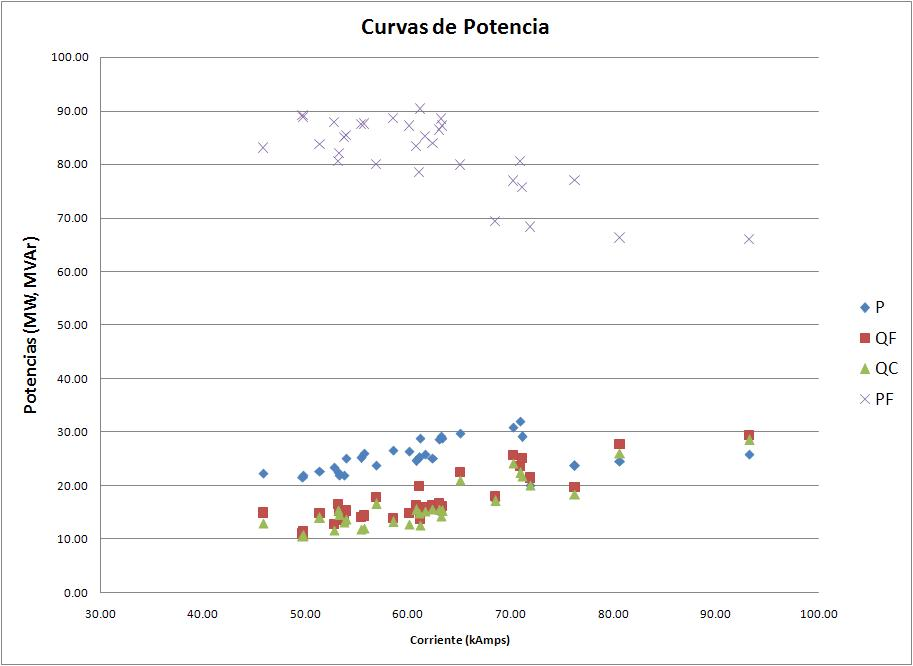 Curvas de Potencia
100.00
90.00
80.00
70.00
60.00
50.00
40.00
30.00
20.00
10.00
0.00
Potencias (MW, MVAr)
30.00 40.00 50.00 60.00 70.00 80.00 90.00 100.00
Corriente (kAmps)
P
QF
QC
PF